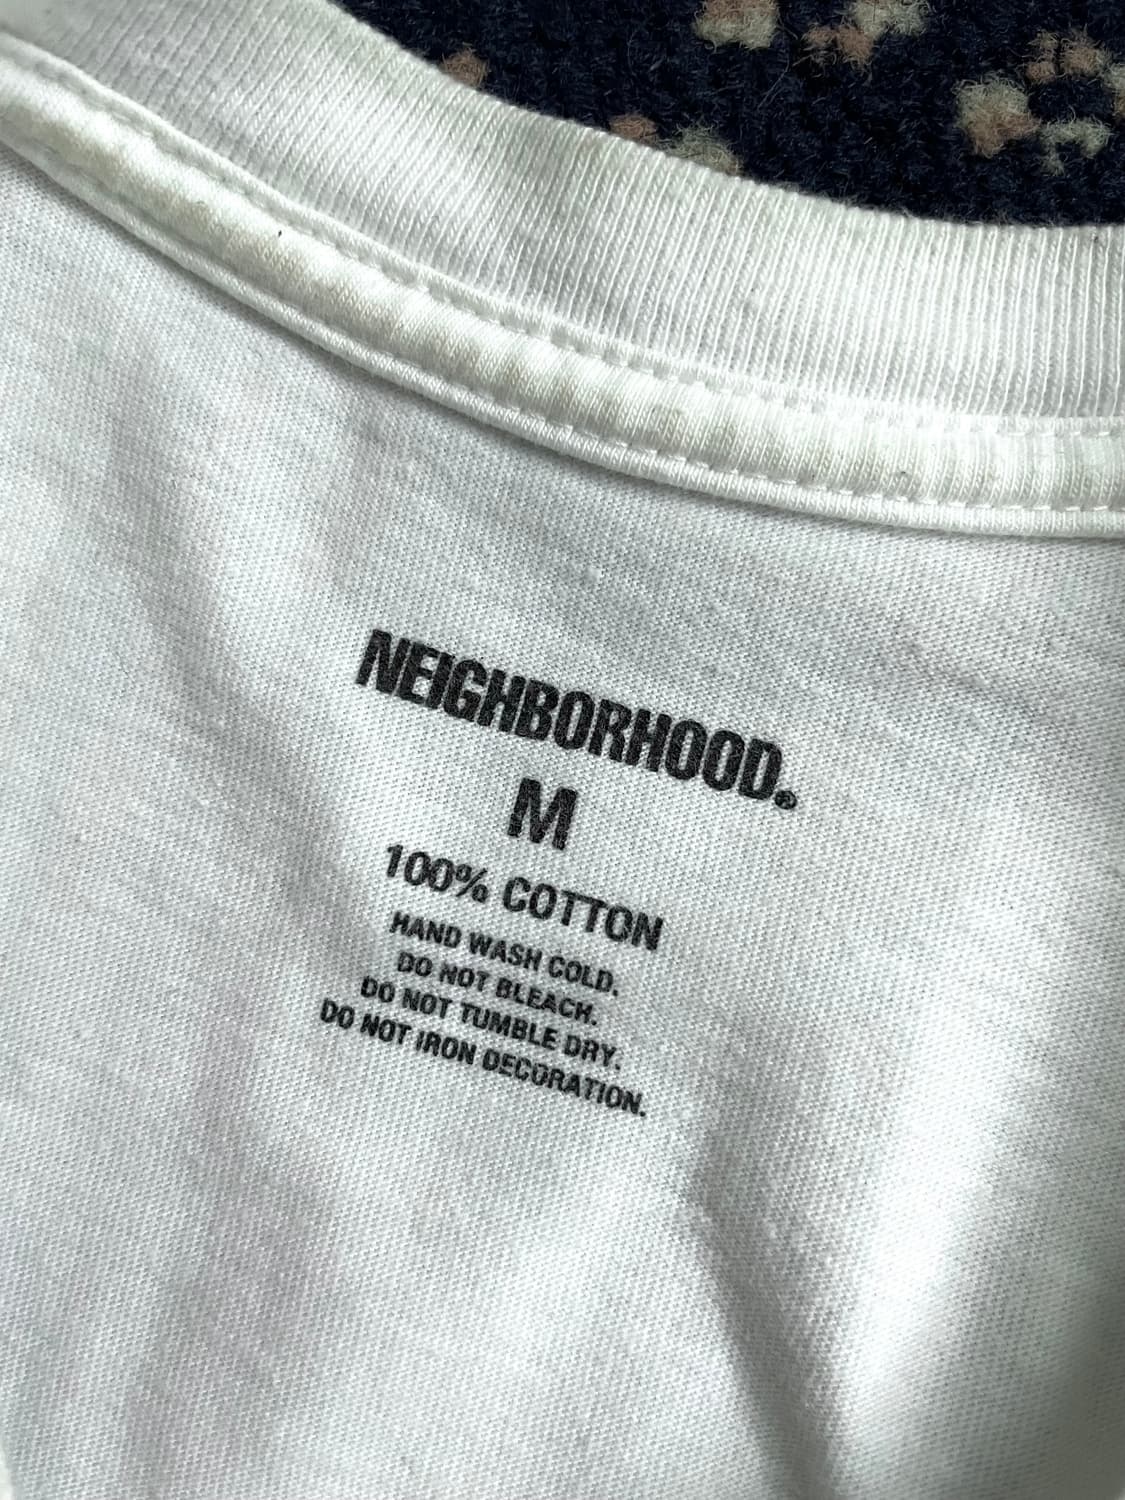 NEIGHBORHOOD.®
M
100% COTTON
HAND WASH COLD.
DO NOT BLEACH.
DO NOT TUMBLE DRY.
DO NOT IRON DECORATION.